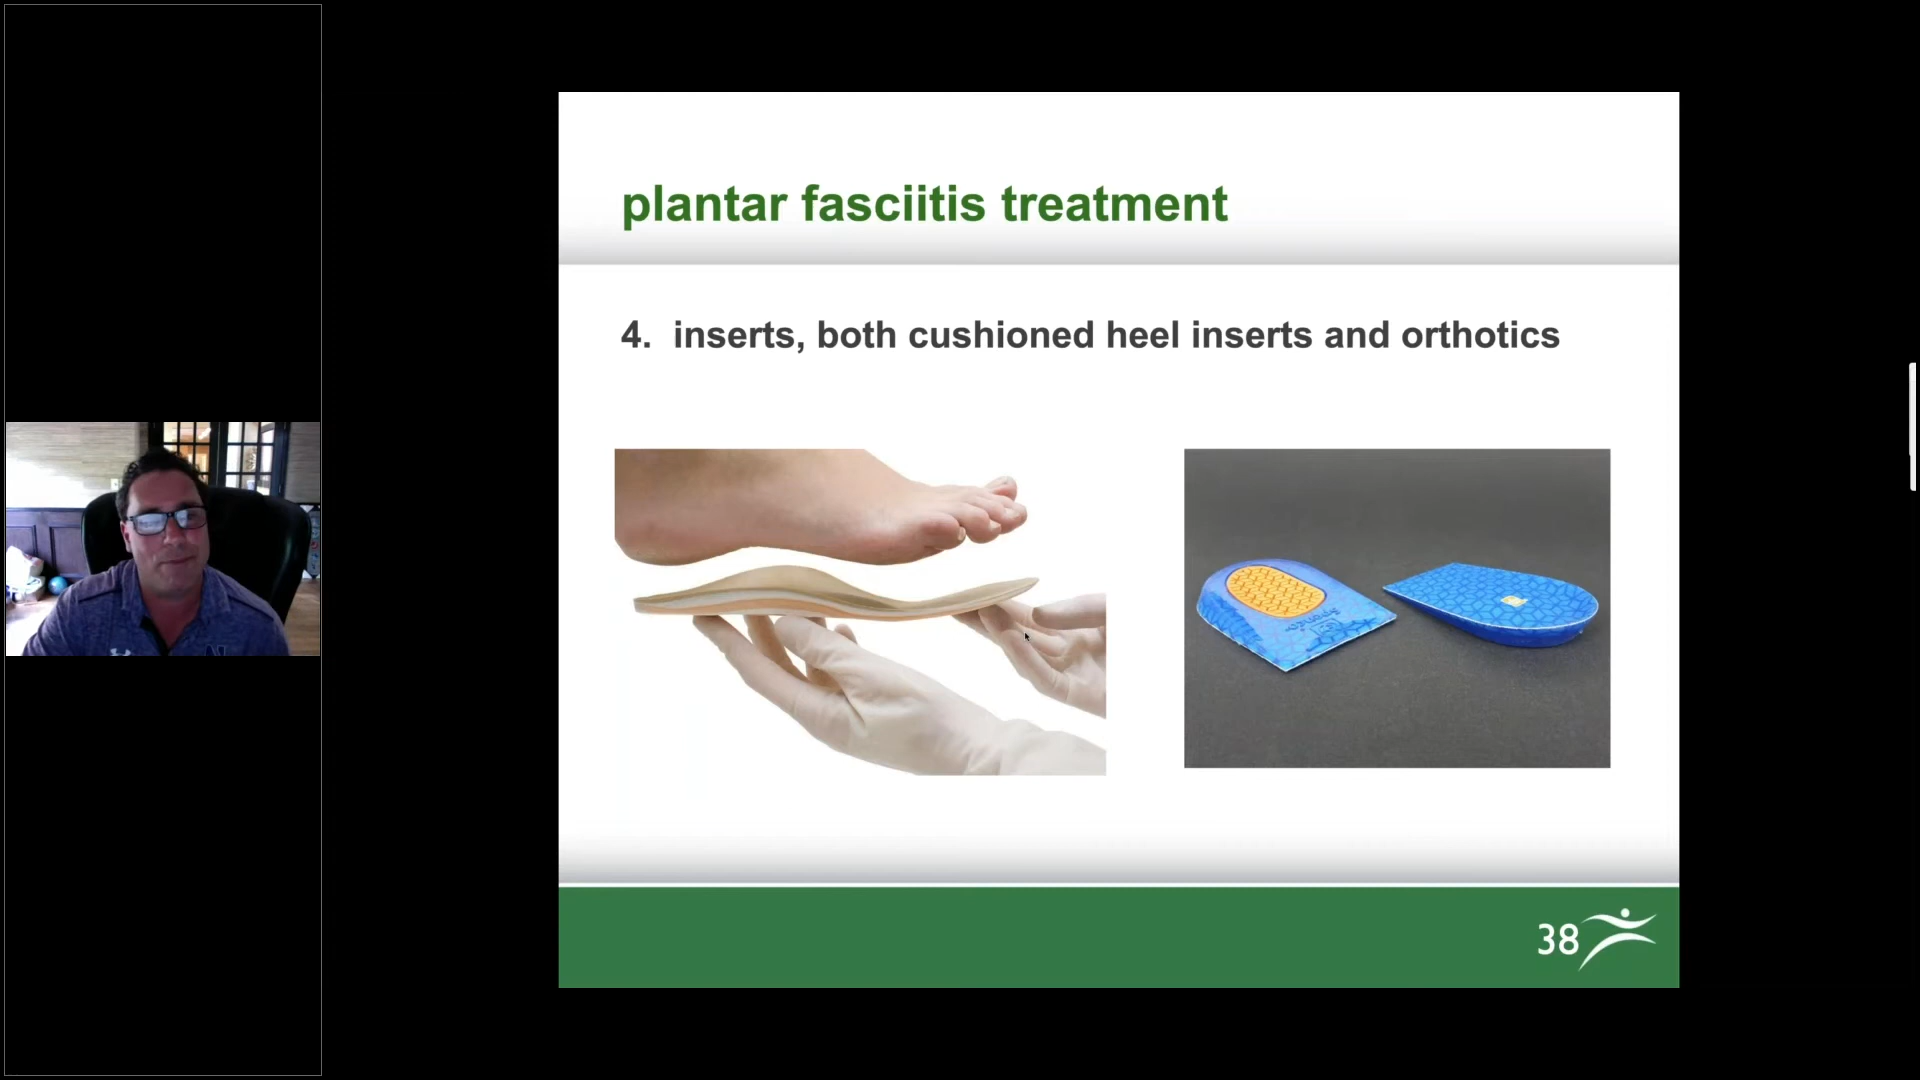 plantar fasciitis treatment
4. inserts, both cushioned heel inserts and orthotics
38